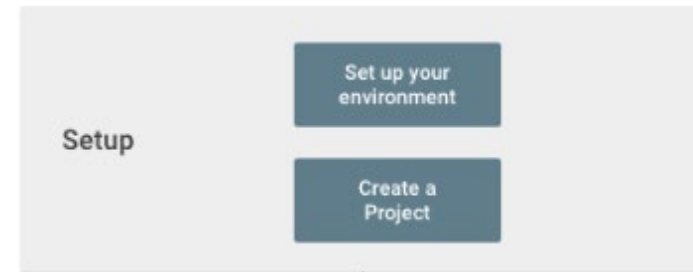 Set up your
environment
Setup
Create a
Project